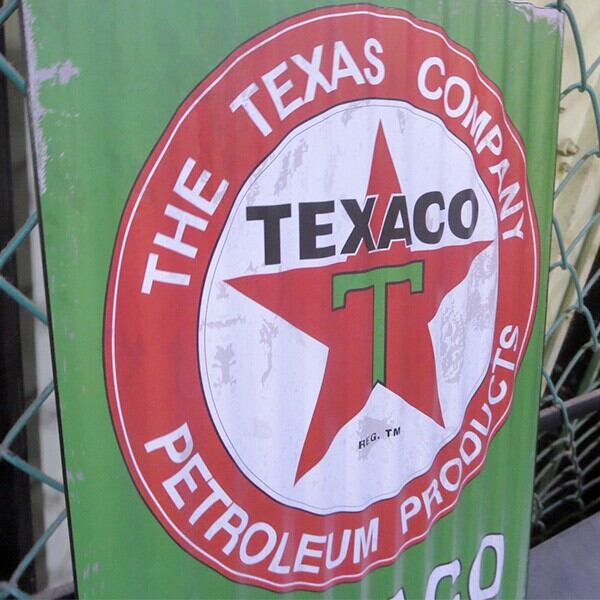 THE TEXAS COMPANY
TEXACO
T
REG. TM
PETROLEUM PRODUCTS